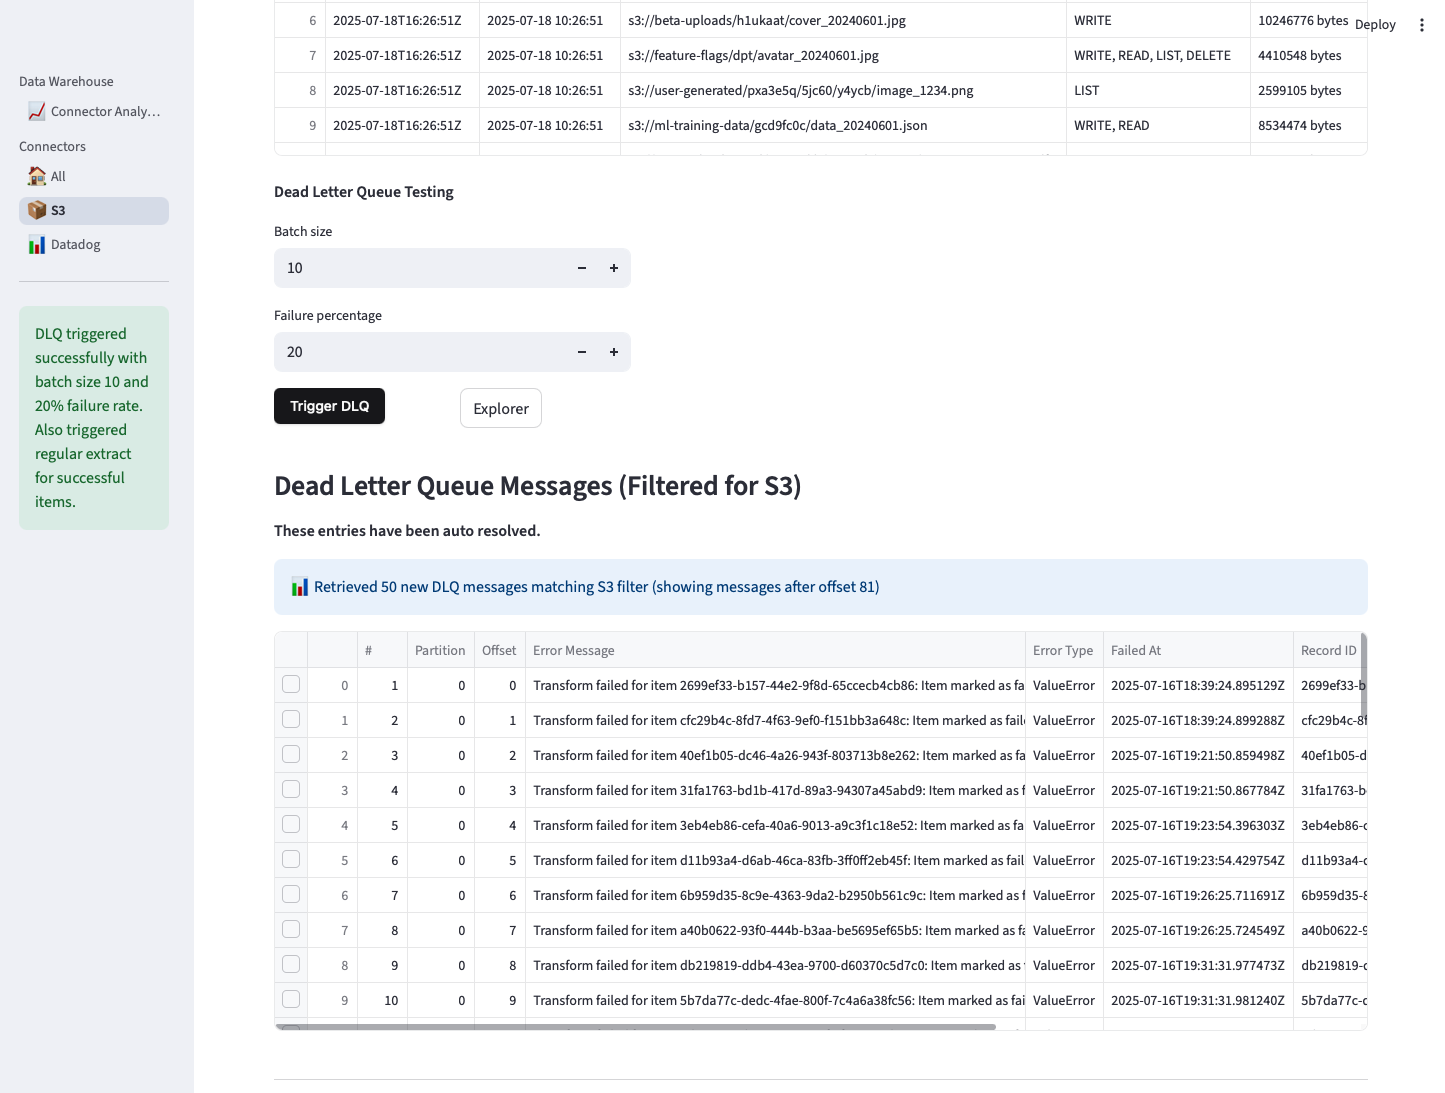 Deploy
Data Warehouse
Connector Analy…
Connectors
All
S3
Datadog
DLQ triggered
successfully with
batch size 10 and
20% failure rate.
Also triggered
regular extract
for successful
items.
6 2025-07-18T16:26:51Z 2025-07-18 10:26:51 s3://beta-uploads/h1ukaat/cover_20240601.jpg WRITE 10246776 bytes
7 2025-07-18T16:26:51Z 2025-07-18 10:26:51 s3://feature-flags/dpt/avatar_20240601.jpg WRITE, READ, LIST, DELETE 4410548 bytes
8 2025-07-18T16:26:51Z 2025-07-18 10:26:51 s3://user-generated/pxa3e5q/5jc60/y4ycb/image_1234.png LIST 2599105 bytes
9 2025-07-18T16:26:51Z 2025-07-18 10:26:51 s3://ml-training-data/gcd9fc0c/data_20240601.json WRITE, READ 8534474 bytes
Dead Letter Queue Testing
Batch size
10 − +
Failure percentage
20 − +
Trigger DLQ Explorer
Dead Letter Queue Messages (Filtered for S3)
These entries have been auto resolved.
Retrieved 50 new DLQ messages matching S3 filter (showing messages after offset 81)
# Partition Offset Error Message Error Type Failed At Record ID
0 1 0 0 Transform failed for item 2699ef33-b157-44e2-9f8d-65ccecb4cb86: Item marked as fa ValueError 2025-07-16T18:39:24.895129Z 2699ef33-b
1 2 0 1 Transform failed for item cfc29b4c-8fd7-4f63-9ef0-f151bb3a648c: Item marked as faile ValueError 2025-07-16T18:39:24.899288Z cfc29b4c-8f
2 3 0 2 Transform failed for item 40ef1b05-dc46-4a26-943f-803713b8e262: Item marked as fa ValueError 2025-07-16T19:21:50.859498Z 40ef1b05-d
3 4 0 3 Transform failed for item 31fa1763-bd1b-417d-89a3-94307a45abd9: Item marked as f ValueError 2025-07-16T19:21:50.867784Z 31fa1763-b
4 5 0 4 Transform failed for item 3eb4eb86-cefa-40a6-9013-a9c3f1c18e52: Item marked as fa ValueError 2025-07-16T19:23:54.396303Z 3eb4eb86-c
5 6 0 5 Transform failed for item d11b93a4-d6ab-46ca-83fb-3ff0ff2eb45f: Item marked as fail ValueError 2025-07-16T19:23:54.429754Z d11b93a4-c
6 7 0 6 Transform failed for item 6b959d35-8c9e-4363-9da2-b2950b561c9c: Item marked as f ValueError 2025-07-16T19:26:25.711691Z 6b959d35-8
7 8 0 7 Transform failed for item a40b0622-93f0-444b-b3aa-be5695ef65b5: Item marked as fa ValueError 2025-07-16T19:26:25.724549Z a40b0622-9
8 9 0 8 Transform failed for item db219819-ddb4-43ea-9700-d60370c5d7c0: Item marked as f ValueError 2025-07-16T19:31:31.977473Z db219819-c
9 10 0 9 Transform failed for item 5b7da77c-dedc-4fae-800f-7c4a6a38fc56: Item marked as fai ValueError 2025-07-16T19:31:31.981240Z 5b7da77c-c